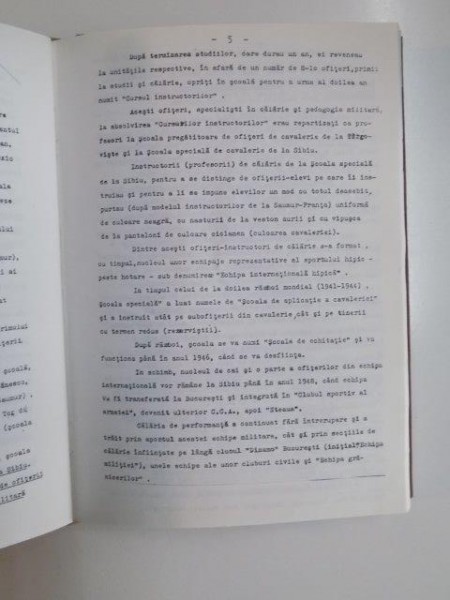 - 5 -
După terminarea studiilor, care durau un an, ei reveneau
la unitățile respective, în afară de un număr de 8-10 ofițeri, primii
la studii și călărie, opriți în școală pentru a urma al doilea an
numit "Cursul instructorilor".
Acești ofițeri, specialiști în călărie și pedagogie militară,
la absolvirea "Cursului instructorilor" erau repartizați ca pro-
fesori la Școala pregătitoare de ofițeri de cavalerie de la Târgo-
viște și la Școala specială de cavalerie de la Sibiu.
Instructorii (profesorii) de călărie de la Școala specială
de la Sibiu, pentru a se distinge de ofițerii-elevi pe care îi ins-
truiau și pentru a li se impune elevilor un mod cu totul deosebit,
purtau (după modelul instructorilor de la Saumur-Franța) uniformă
de culoare neagră, cu nasturii de la veston aurii și cu vipușca
de la pantaloni de culoare ciclamen (culoarea cavaleriei).
Dintre acești ofițeri-instructori de călărie s-a format,
cu timpul, nucleul unor echipaje reprezentative al sportului hipic
peste hotare - sub denumirea "Echipa internațională hipică".
In timpul celui de la doilea război mondial (1941-1944),
Școala specială" a luat numele de "Școala de aplicație a cavaleriei"
și a instruit atât pe subofițerii din cavalerie, cât și pe tinerii
cu termen redus (rezerviștii).
După război, școala se va numi "Școala de echitație" și va
funcționa până în anul 1946, când se va desființa.
In schimb, nucleul de cai și o parte a ofițerilor din echipa
internațională vor rămâne la Sibiu până în anul 1948, când echipa
va fi transferată la București și integrată în "Clubul sportiv al
armatei", devenit ulterior C.C.A., apoi "Steaua".
Călăria de performanță a continuat fără întrerupere și a
trăit prin aportul acestei echipe militare, cât și prin secțiile de
călărie înființate pe lângă clubul "Dinamo" București (inițial "Echipa
miliției"), unele echipe ale unor cluburi civile și "Echipa gră-
nicerilor".